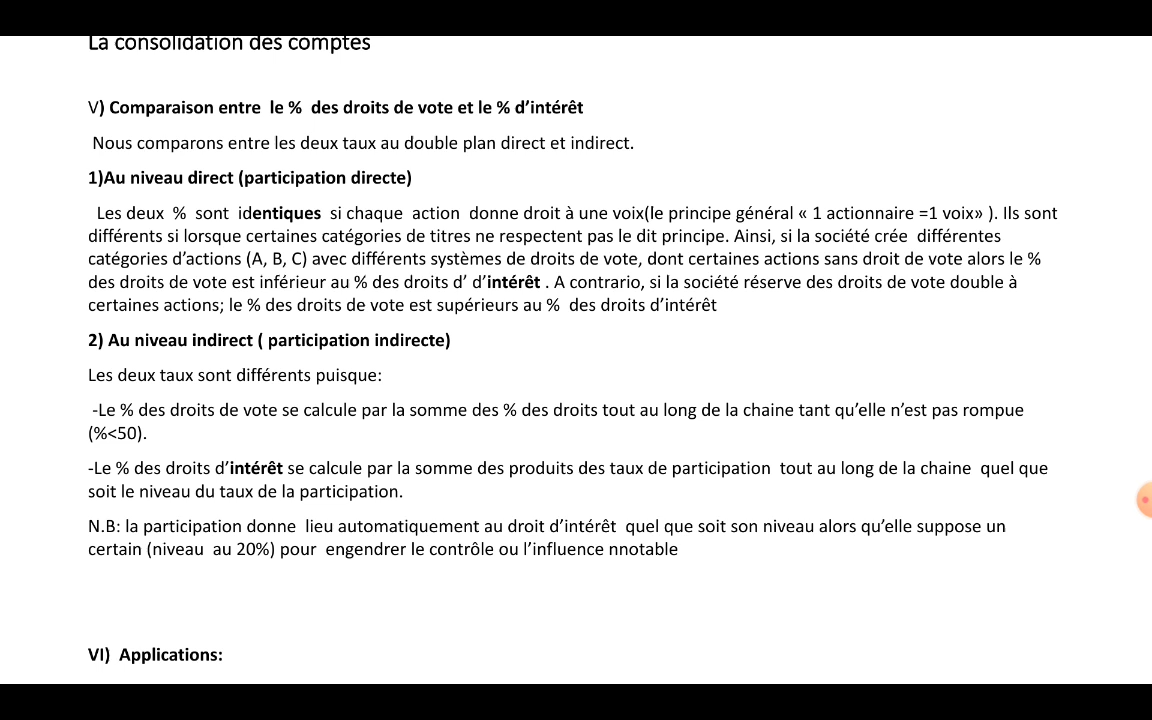 La consolidation des comptes
V) Comparaison entre le % des droits de vote et le % d’intérêt
Nous comparons entre les deux taux au double plan direct et indirect.
1)Au niveau direct (participation directe)
Les deux % sont identiques si chaque action donne droit à une voix(le principe général « 1 actionnaire =1 voix» ). Ils sont
différents si lorsque certaines catégories de titres ne respectent pas le dit principe. Ainsi, si la société crée différentes
catégories d’actions (A, B, C) avec différents systèmes de droits de vote, dont certaines actions sans droit de vote alors le %
des droits de vote est inférieur au % des droits d’ d’intérêt . A contrario, si la société réserve des droits de vote double à
certaines actions; le % des droits de vote est supérieurs au % des droits d’intérêt
2) Au niveau indirect ( participation indirecte)
Les deux taux sont différents puisque:
-Le % des droits de vote se calcule par la somme des % des droits tout au long de la chaine tant qu’elle n’est pas rompue
(%<50).
-Le % des droits d’intérêt se calcule par la somme des produits des taux de participation tout au long de la chaine quel que
soit le niveau du taux de la participation.
N.B: la participation donne lieu automatiquement au droit d’intérêt quel que soit son niveau alors qu’elle suppose un
certain (niveau au 20%) pour engendrer le contrôle ou l’influence nnotable
VI) Applications: